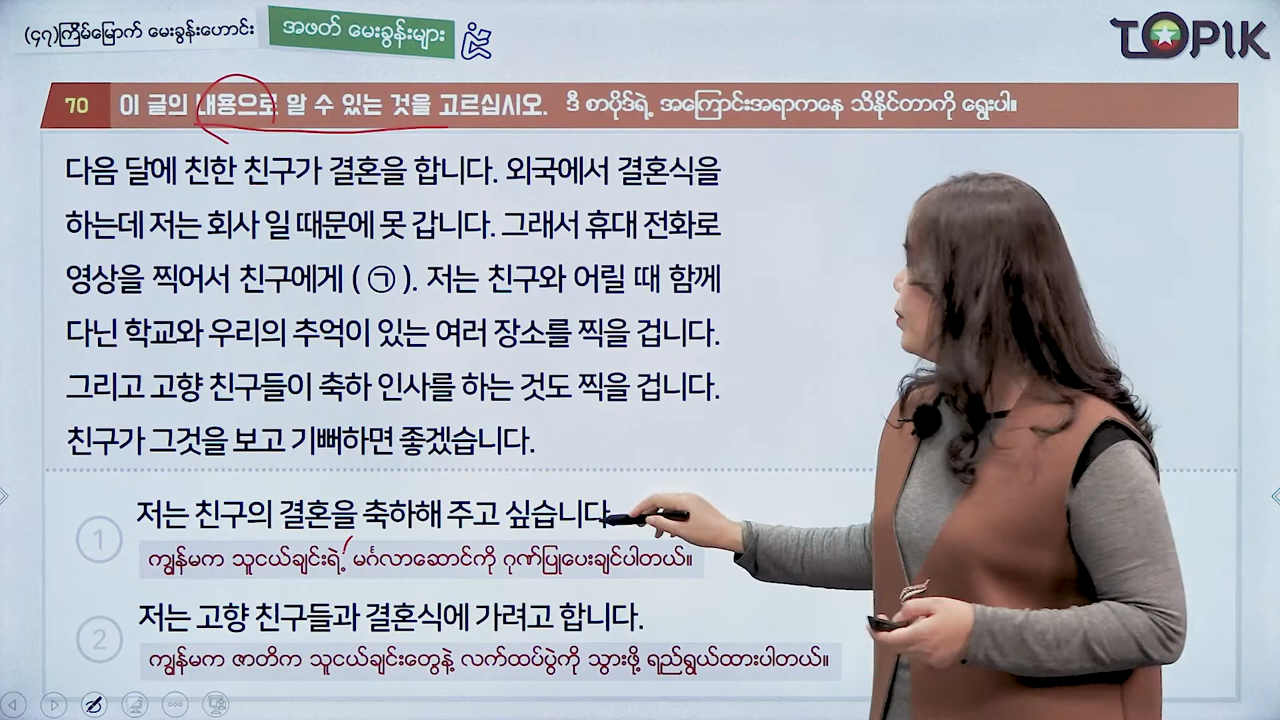 (၄၇)ကြိမ်မြောက် မေးခွန်းဟောင်း
အဖတ် မေးခွန်းများ
TOPIK
70 이 글의 내용으로 알 수 있는 것을 고르십시오. ဒီ စာပိုဒ်ရဲ့ အကြောင်းအရာကနေ သိနိုင်တာကို ရွေးပါ။
다음 달에 친한 친구가 결혼을 합니다. 외국에서 결혼식을
하는데 저는 회사 일 때문에 못 갑니다. 그래서 휴대 전화로
영상을 찍어서 친구에게 ( ㉠ ). 저는 친구와 어릴 때 함께
다닌 학교와 우리의 추억이 있는 여러 장소를 찍을 겁니다.
그리고 고향 친구들이 축하 인사를 하는 것도 찍을 겁니다.
친구가 그것을 보고 기뻐하면 좋겠습니다.
1 저는 친구의 결혼을 축하해 주고 싶습니다
ကျွန်မက သူငယ်ချင်းရဲ့ မင်္ဂလာဆောင်ကို ဂုဏ်ပြုပေးချင်ပါတယ်။
2 저는 고향 친구들과 결혼식에 가려고 합니다.
ကျွန်မက ဇာတိက သူငယ်ချင်းတွေနဲ့ လက်ထပ်ပွဲကို သွားဖို့ ရည်ရွယ်ထားပါတယ်။